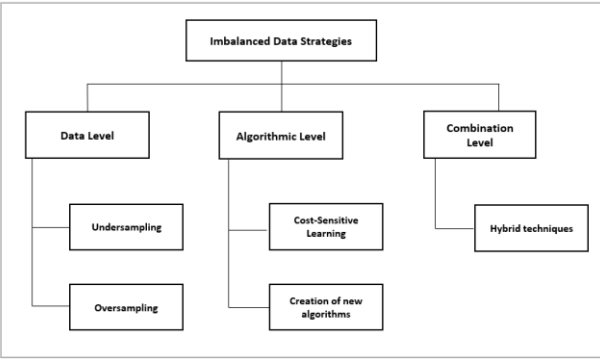 Imbalanced Data Strategies
Data Level
Algorithmic Level
Combination
Level
Undersampling
Cost-Sensitive
Learning
Hybrid techniques
Oversampling
Creation of new
algorithms